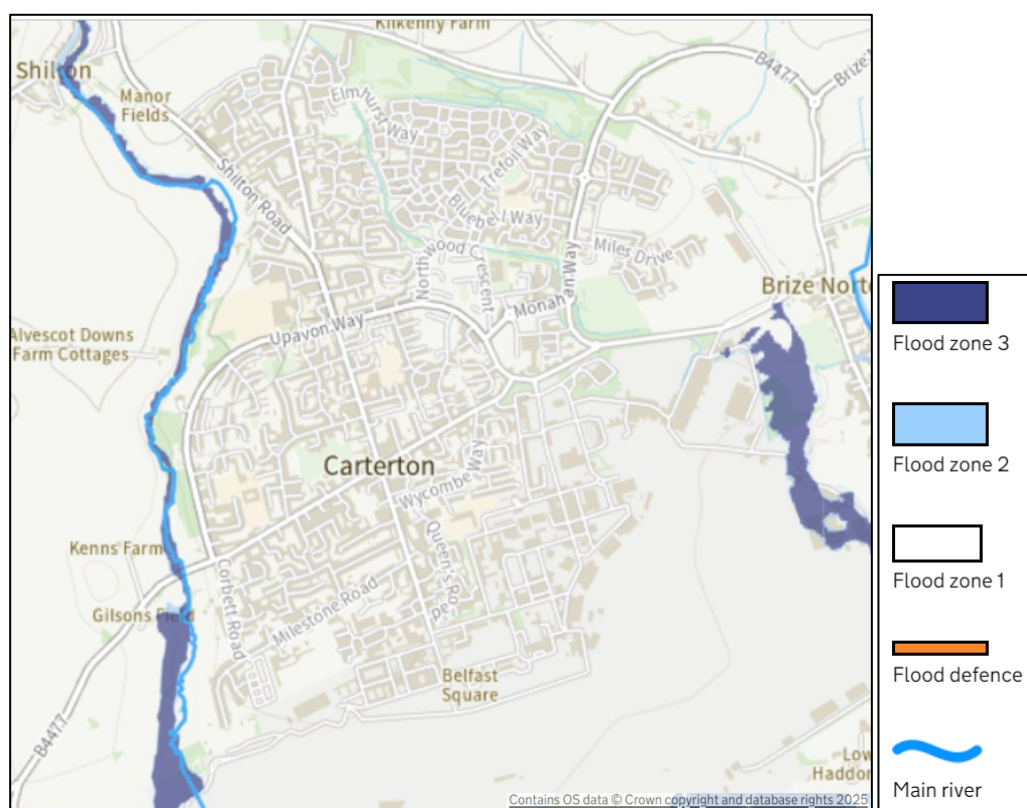 Kilkenny Farm
Shilton
B4477
Brize
Manor
Fields
Elmhurst Way
Trefoil Way
Shilton Road
Bluebell Way
Northwood Crescent
Miles Drive
Monahan Way
Brize Norto
Upavon Way
Alvescot Downs
Farm Cottages
Carterton
Wycombe Way
Queen's Ro
Kenns Farm
Corbett Road
Milestone Road
Gilsons Field
Belfast
Square
B4477
Low
Haddon
Contains OS data © Crown copyright and database rights 2025
Flood zone 3
Flood zone 2
Flood zone 1
Flood defence
Main river